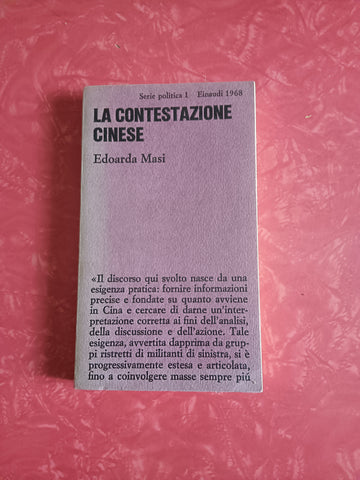 Serie politica 1 Einaudi 1968
LA CONTESTAZIONE
CINESE
Edoarda Masi
«Il discorso qui svolto nasce da una
esigenza pratica: fornire informazioni
precise e fondate su quanto avviene
in Cina e cercare di darne un'inter-
pretazione corretta ai fini dell'analisi,
della discussione e dell'azione. Tale
esigenza, avvertita dapprima da grup-
pi ristretti di militanti di sinistra, si è
progressivamente estesa e articolata,
fino a coinvolgere masse sempre piú